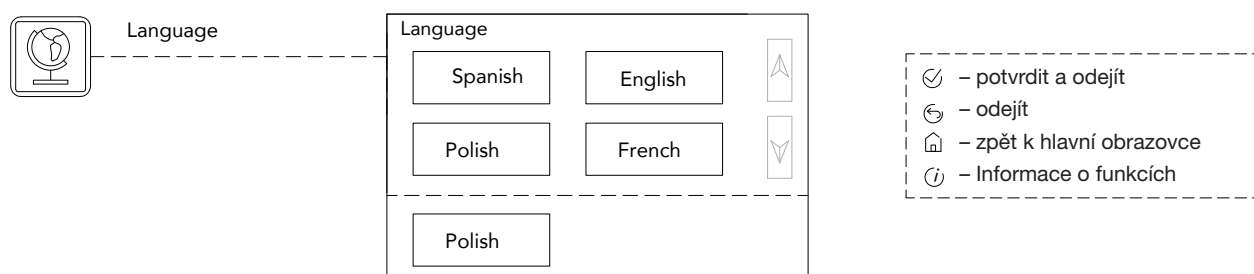 Language
Language
Spanish English
Polish French
Polish
– potvrdit a odejít
– odejít
– zpět k hlavní obrazovce
– Informace o funkcích